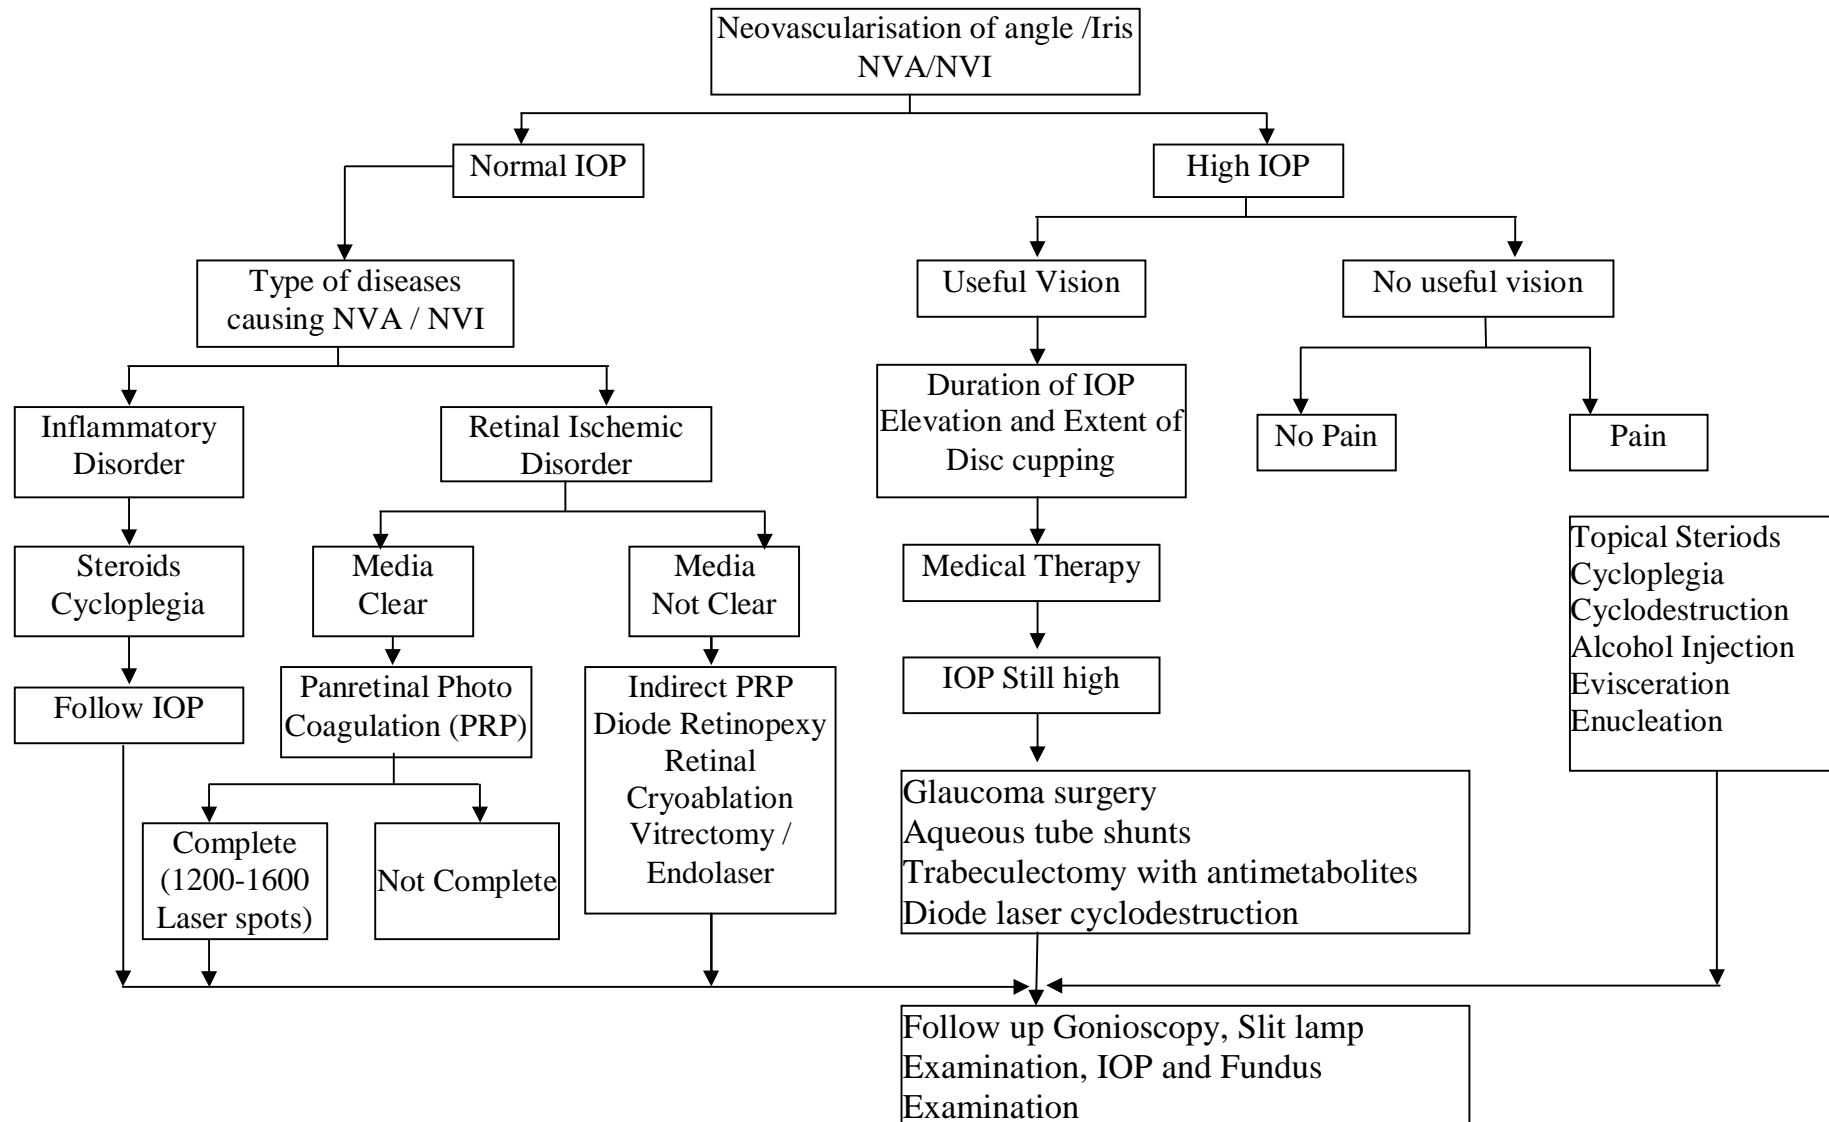 Neovascularisation of angle /Iris
NVA/NVI
Normal IOP
High IOP
Type of diseases
causing NVA / NVI
Useful Vision
No useful vision
Inflammatory
Disorder
Retinal Ischemic
Disorder
Duration of IOP
Elevation and Extent of
Disc cupping
No Pain
Pain
Steroids
Cycloplegia
Media
Clear
Media
Not Clear
Medical Therapy
Topical Steriods
Cycloplegia
Cyclodestruction
Alcohol Injection
Evisceration
Enucleation
Follow IOP
Panretinal Photo
Coagulation (PRP)
Indirect PRP
Diode Retinopexy
Retinal
Cryoablation
Vitrectomy /
Endolaser
IOP Still high
Complete
(1200-1600
Laser spots)
Not Complete
Glaucoma surgery
Aqueous tube shunts
Trabeculectomy with antimetabolites
Diode laser cyclodestruction
Follow up Gonioscopy, Slit lamp
Examination, IOP and Fundus
Examination